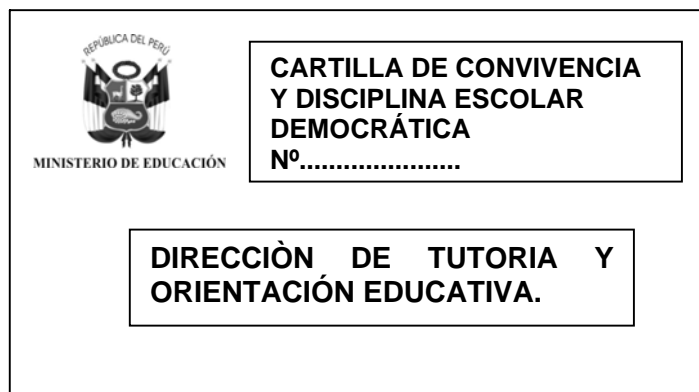 REPÚBLICA DEL PERÚ
MINISTERIO DE EDUCACIÓN
CARTILLA DE CONVIVENCIA
Y DISCIPLINA ESCOLAR
DEMOCRÁTICA
Nº......................
DIRECCIÒN DE TUTORIA Y
ORIENTACIÓN EDUCATIVA.